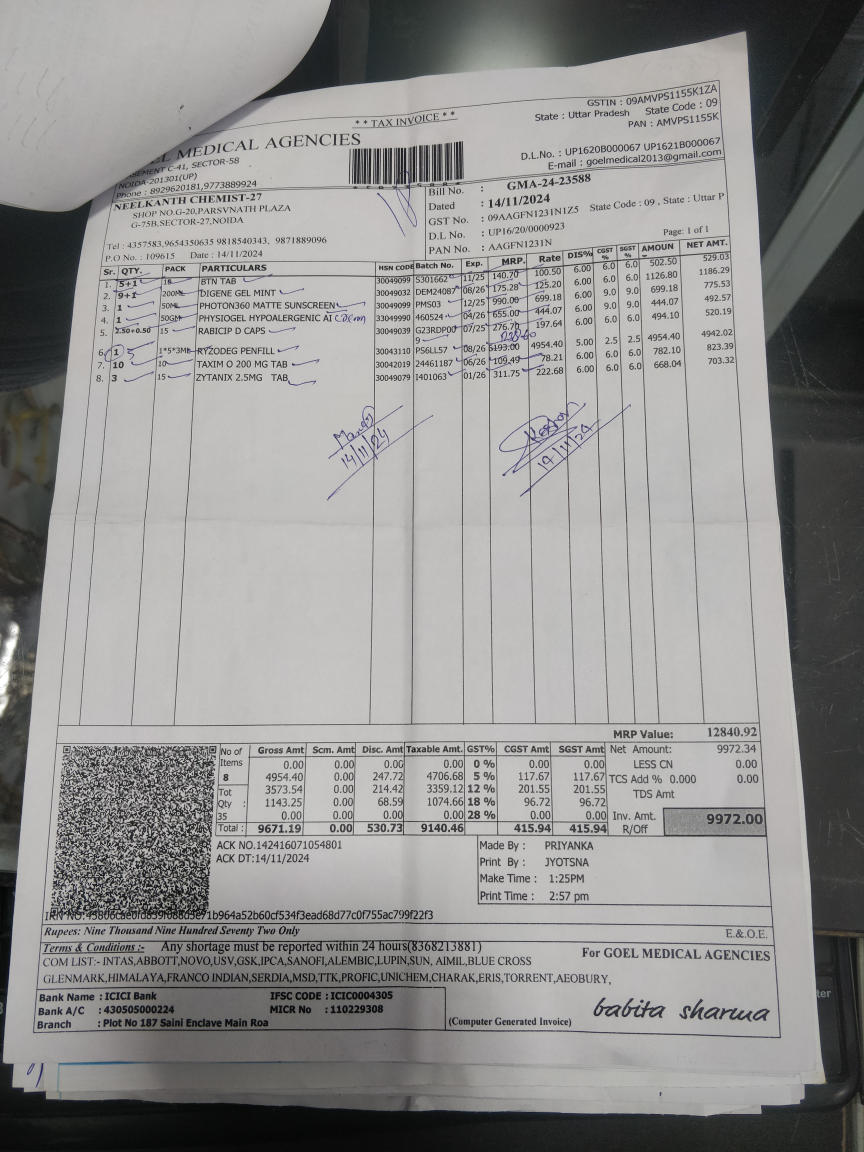 * * TAX INVOICE * *
GSTIN : 09AMVPS1155K1ZA
State : Uttar Pradesh State Code : 09
PAN : AMVPS1155K
D.L.No. : UP1620B000067 UP1621B000067
E-mail : goelmedical2013@gmail.com
MEDICAL AGENCIES
C-41, SECTOR-58
NOIDA-201301(UP)
Phone : 8929620181,9773889924
NEELKANTH CHEMIST-27
SHOP NO.G-20,PARSVNATH PLAZA
G-75B,SECTOR-27,NOIDA
Tel : 4357583,9654350635 9818540343, 9871889096
P.O No. : 109615 Date : 14/11/2024
Bill No. : GMA-24-23588
Dated : 14/11/2024
GST No. : 09AAGFN1231N1Z5 State Code : 09 , State : Uttar P
D.L No. : UP16/20/0000923
PAN No. : AAGFN1231N
Page: 1 of 1
Sr. QTY. PACK PARTICULARS HSN CODE Batch No. Exp. MRP. Rate DIS% CGST % SGST % AMOUN NET AMT.
1. 5+1 18 BTN TAB 30049099 S301662 11/25 140.70 100.50 6.00 6.0 6.0 502.50 529.03
2. 9+1 200ML DIGENE GEL MINT 30049032 DEM24087 08/26 175.28 125.20 6.00 6.0 6.0 1126.80 1186.29
3. 1 50ML PHOTON360 MATTE SUNSCREEN 30049099 PMS03 12/25 990.00 699.18 6.00 9.0 9.0 699.18 775.53
4. 1 50GM PHYSIOGEL HYPOALERGENIC AI 33049990 460524 04/26 655.00 444.07 6.00 9.0 9.0 444.07 492.57
5. 2.50+0.50 15 RABICIP D CAPS 30049039 G23RDP00 07/25 276.70 197.64 6.00 6.0 6.0 494.10 520.19
9
6. 1 5 1*5*3ML RYZODEG PENFILL 30043110 PS6LL57 08/26 5193.00 4954.40 5.00 2.5 2.5 4954.40 4942.02
7. 10 10 TAXIM O 200 MG TAB 30042019 24461187 06/26 109.49 78.21 6.00 6.0 6.0 782.10 823.39
8. 3 15 ZYTANIX 2.5MG TAB 30049079 I401063 01/26 311.75 222.68 6.00 6.0 6.0 668.04 703.32
14/11/24
14/11/24
MRP Value: 12840.92
No of Items 8
Tot Qty : 35
Gross Amt Scm. Amt Disc. Amt Taxable Amt. GST% CGST Amt SGST Amt
0.00 0.00 0.00 0.00 0 % 0.00 0.00
4954.40 0.00 247.72 4706.68 5 % 117.67 117.67
3573.54 0.00 214.42 3359.12 12 % 201.55 201.55
1143.25 0.00 68.59 1074.66 18 % 96.72 96.72
0.00 0.00 0.00 0.00 28 % 0.00 0.00
Total : 9671.19 0.00 530.73 9140.46 415.94 415.94
Net Amount: 9972.34
LESS CN 0.00
TCS Add % 0.000 0.00
TDS Amt
Inv. Amt. 9972.00
R/Off
ACK NO.142416071054801
ACK DT:14/11/2024
Made By : PRIYANKA
Print By : JYOTSNA
Make Time : 1:25PM
Print Time : 2:57 pm
Rupees: Nine Thousand Nine Hundred Seventy Two Only
E.& O.E.
Terms & Conditions :- Any shortage must be reported within 24 hours(8368213881)
COM LIST:- INTAS,ABBOTT,NOVO,USV,GSK,IPCA,SANOFI,ALEMBIC,LUPIN,SUN, AIMIL,BLUE CROSS
GLENMARK,HIMALAYA,FRANCO INDIAN,SERDIA,MSD,TTK,PROFIC,UNICHEM,CHARAK,ERIS,TORRENT,AEOBURY,
For GOEL MEDICAL AGENCIES
Bank Name : ICICI Bank IFSC CODE : ICIC0004305
Bank A/C : 430505000224 MICR No : 110229308
Branch : Plot No 187 Saini Enclave Main Roa
(Computer Generated Invoice)
babita sharma